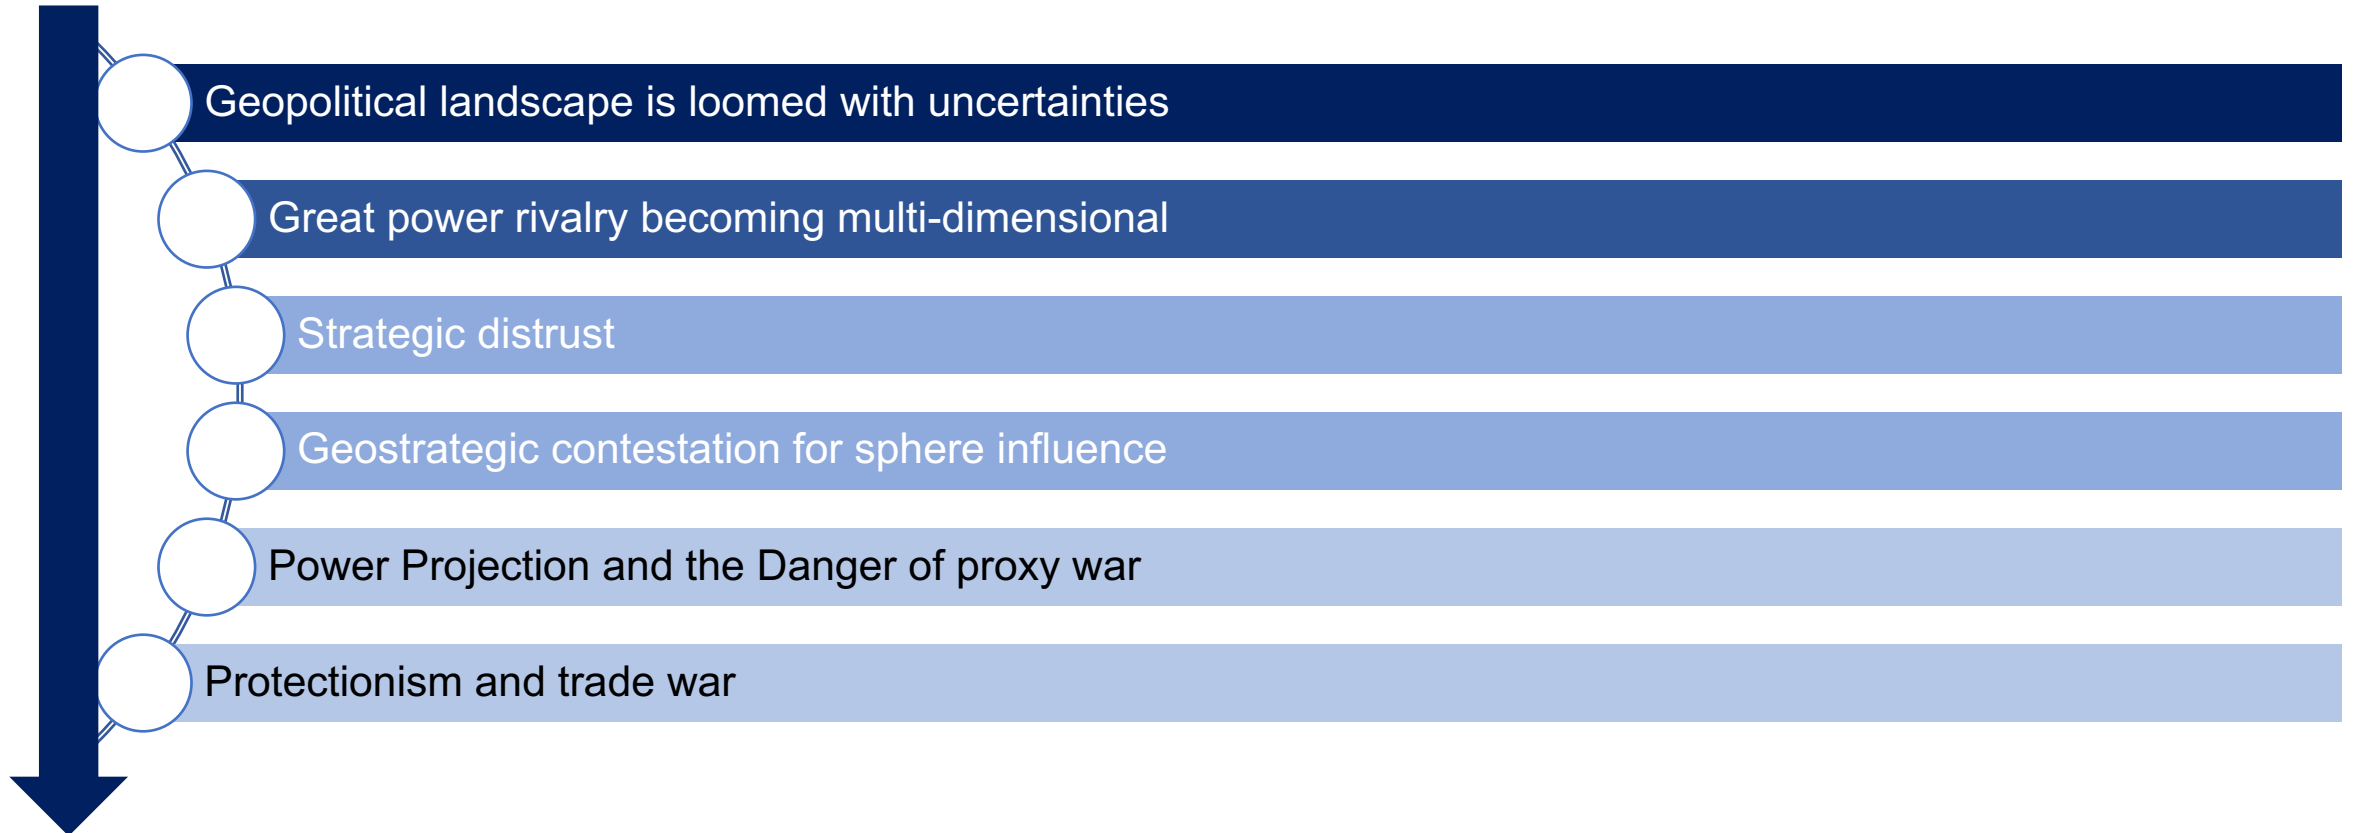 Geopolitical landscape is loomed with uncertainties
Great power rivalry becoming multi-dimensional
Strategic distrust
Geostrategic contestation for sphere influence
Power Projection and the Danger of proxy war
Protectionism and trade war